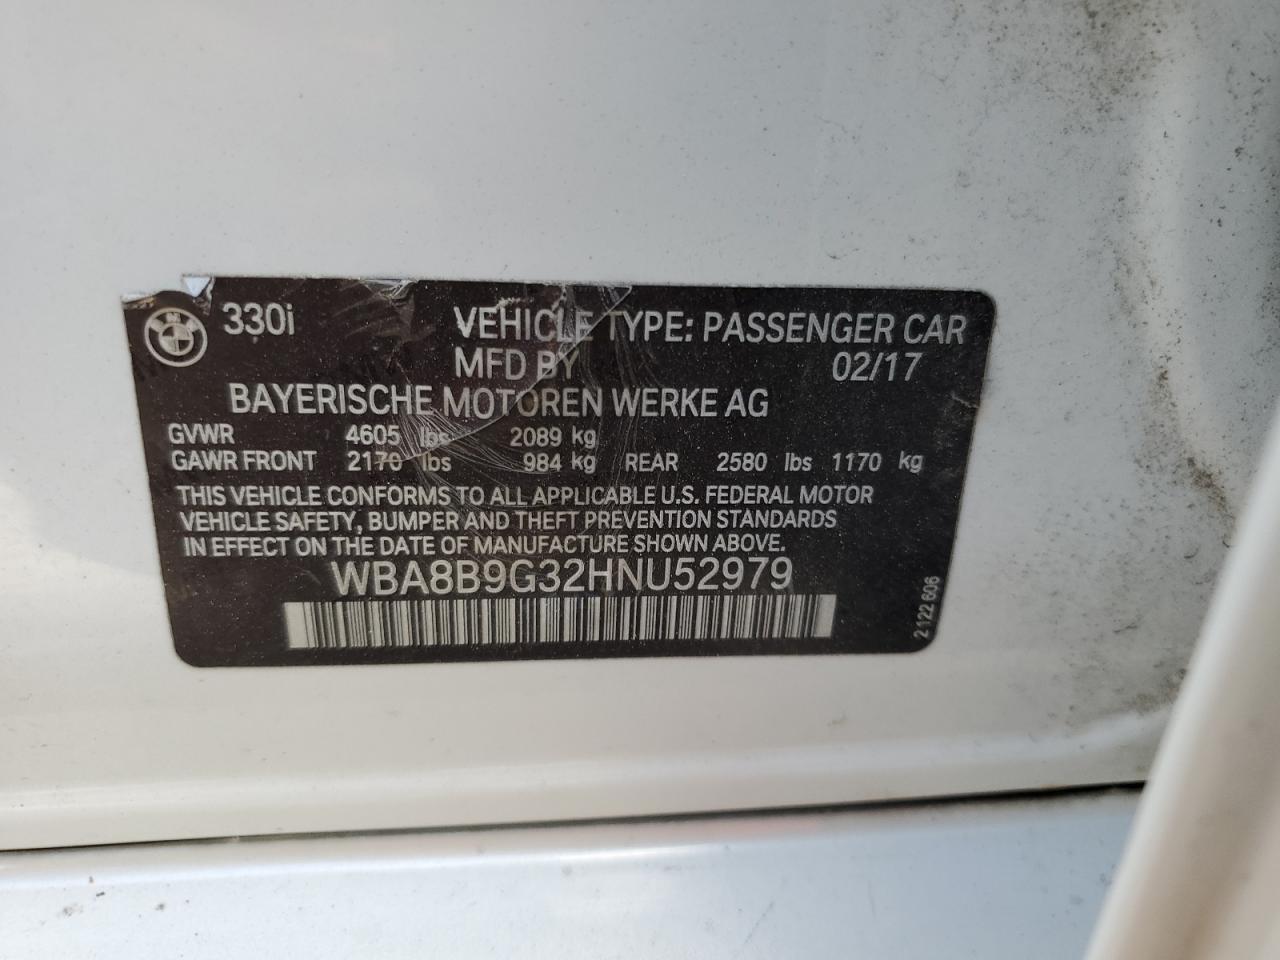 330i VEHICLE TYPE: PASSENGER CAR
MFD BY 02/17
BAYERISCHE MOTOREN WERKE AG
GVWR 4605 lbs 2089 kg
GAWR FRONT 2170 lbs 984 kg REAR 2580 lbs 1170 kg
THIS VEHICLE CONFORMS TO ALL APPLICABLE U.S. FEDERAL MOTOR
VEHICLE SAFETY, BUMPER AND THEFT PREVENTION STANDARDS
IN EFFECT ON THE DATE OF MANUFACTURE SHOWN ABOVE.
WBA8B9G32HNU52979
2 122 606